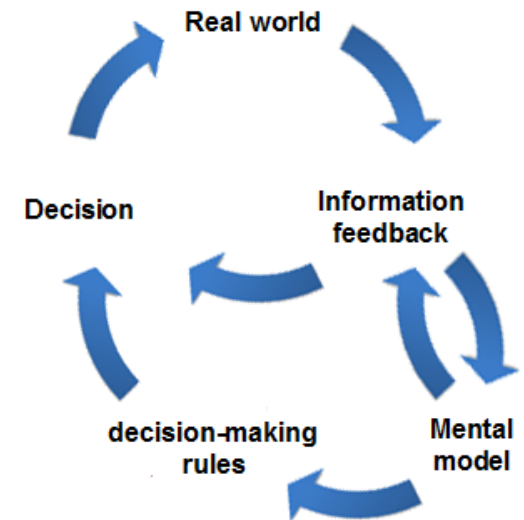 Real world
Decision
Information
feedback
decision-making
rules
Mental
model